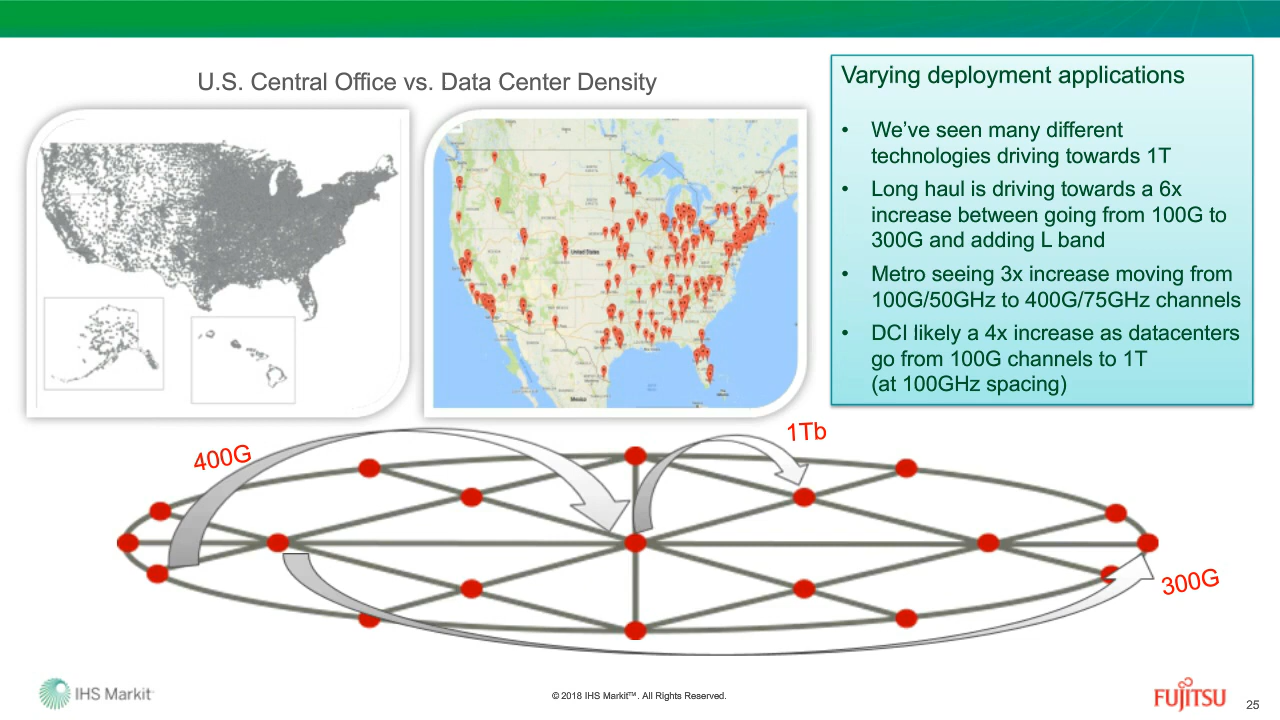 U.S. Central Office vs. Data Center Density
United States
Mexico
Varying deployment applications
• We’ve seen many different
technologies driving towards 1T
• Long haul is driving towards a 6x
increase between going from 100G to
300G and adding L band
• Metro seeing 3x increase moving from
100G/50GHz to 400G/75GHz channels
• DCI likely a 4x increase as datacenters
go from 100G channels to 1T
(at 100GHz spacing)
400G
1Tb
300G
IHS Markit
© 2018 IHS Markit™. All Rights Reserved.
FUJITSU
25